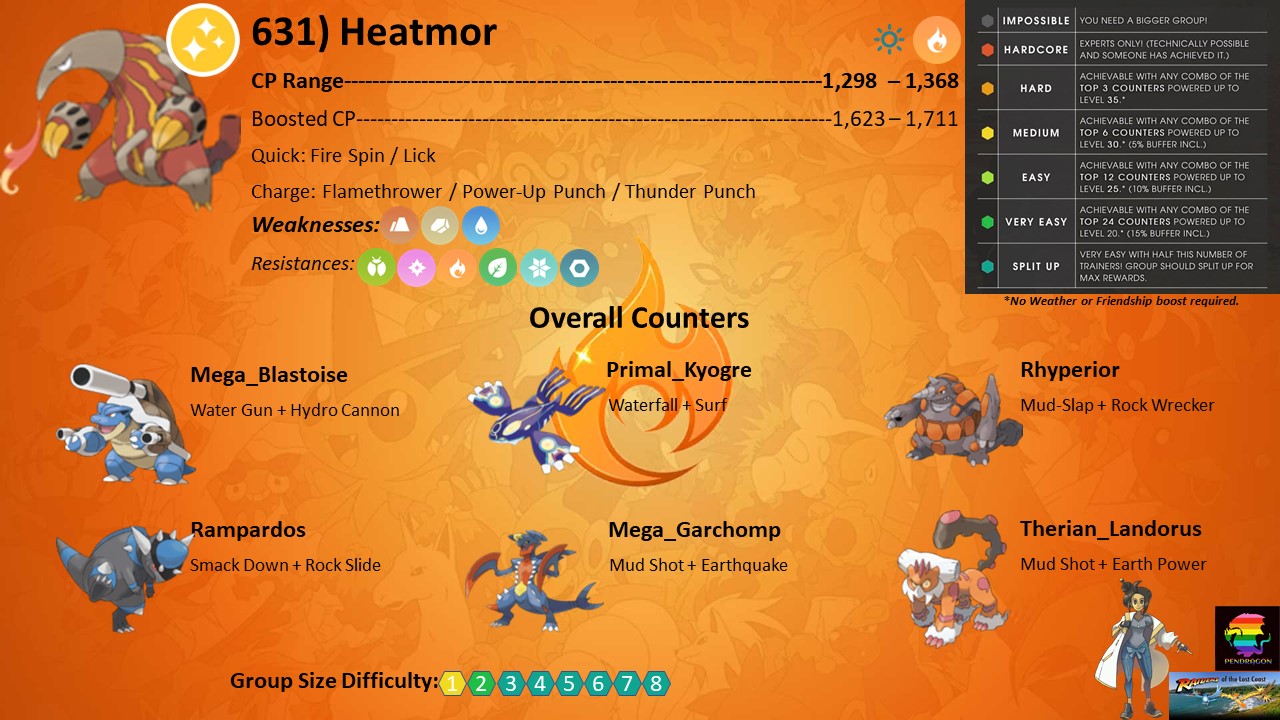 631) Heatmor
CP Range--------------------------------------------------------------------------------1,298 – 1,368
Boosted CP--------------------------------------------------------------------------------1,623 – 1,711
Quick: Fire Spin / Lick
Charge: Flamethrower / Power-Up Punch / Thunder Punch
Weaknesses:
Resistances:
IMPOSSIBLE YOU NEED A BIGGER GROUP!
HARDCORE EXPERTS ONLY! (TECHNICALLY POSSIBLE
AND SOMEONE HAS ACHIEVED IT.)
HARD ACHIEVABLE WITH ANY COMBO OF THE
TOP 3 COUNTERS POWERED UP TO
LEVEL 35.*
MEDIUM ACHIEVABLE WITH ANY COMBO OF THE
TOP 6 COUNTERS POWERED UP TO
LEVEL 30.* (5% BUFFER INCL.)
EASY ACHIEVABLE WITH ANY COMBO OF THE
TOP 12 COUNTERS POWERED UP TO
LEVEL 25.* (10% BUFFER INCL.)
VERY EASY ACHIEVABLE WITH ANY COMBO OF THE
TOP 24 COUNTERS POWERED UP TO
LEVEL 20.* (15% BUFFER INCL.)
SPLIT UP VERY EASY WITH HALF THIS NUMBER OF
TRAINERS! GROUP SHOULD SPLIT UP FOR
MAX REWARDS.
*No Weather or Friendship boost required.
Overall Counters
Mega_Blastoise
Water Gun + Hydro Cannon
Primal_Kyogre
Waterfall + Surf
Rhyperior
Mud-Slap + Rock Wrecker
Rampardos
Smack Down + Rock Slide
Mega_Garchomp
Mud Shot + Earthquake
Therian_Landorus
Mud Shot + Earth Power
Group Size Difficulty: 1 2 3 4 5 6 7 8
PENDRAGON
RAIDERS of the Lost Coast